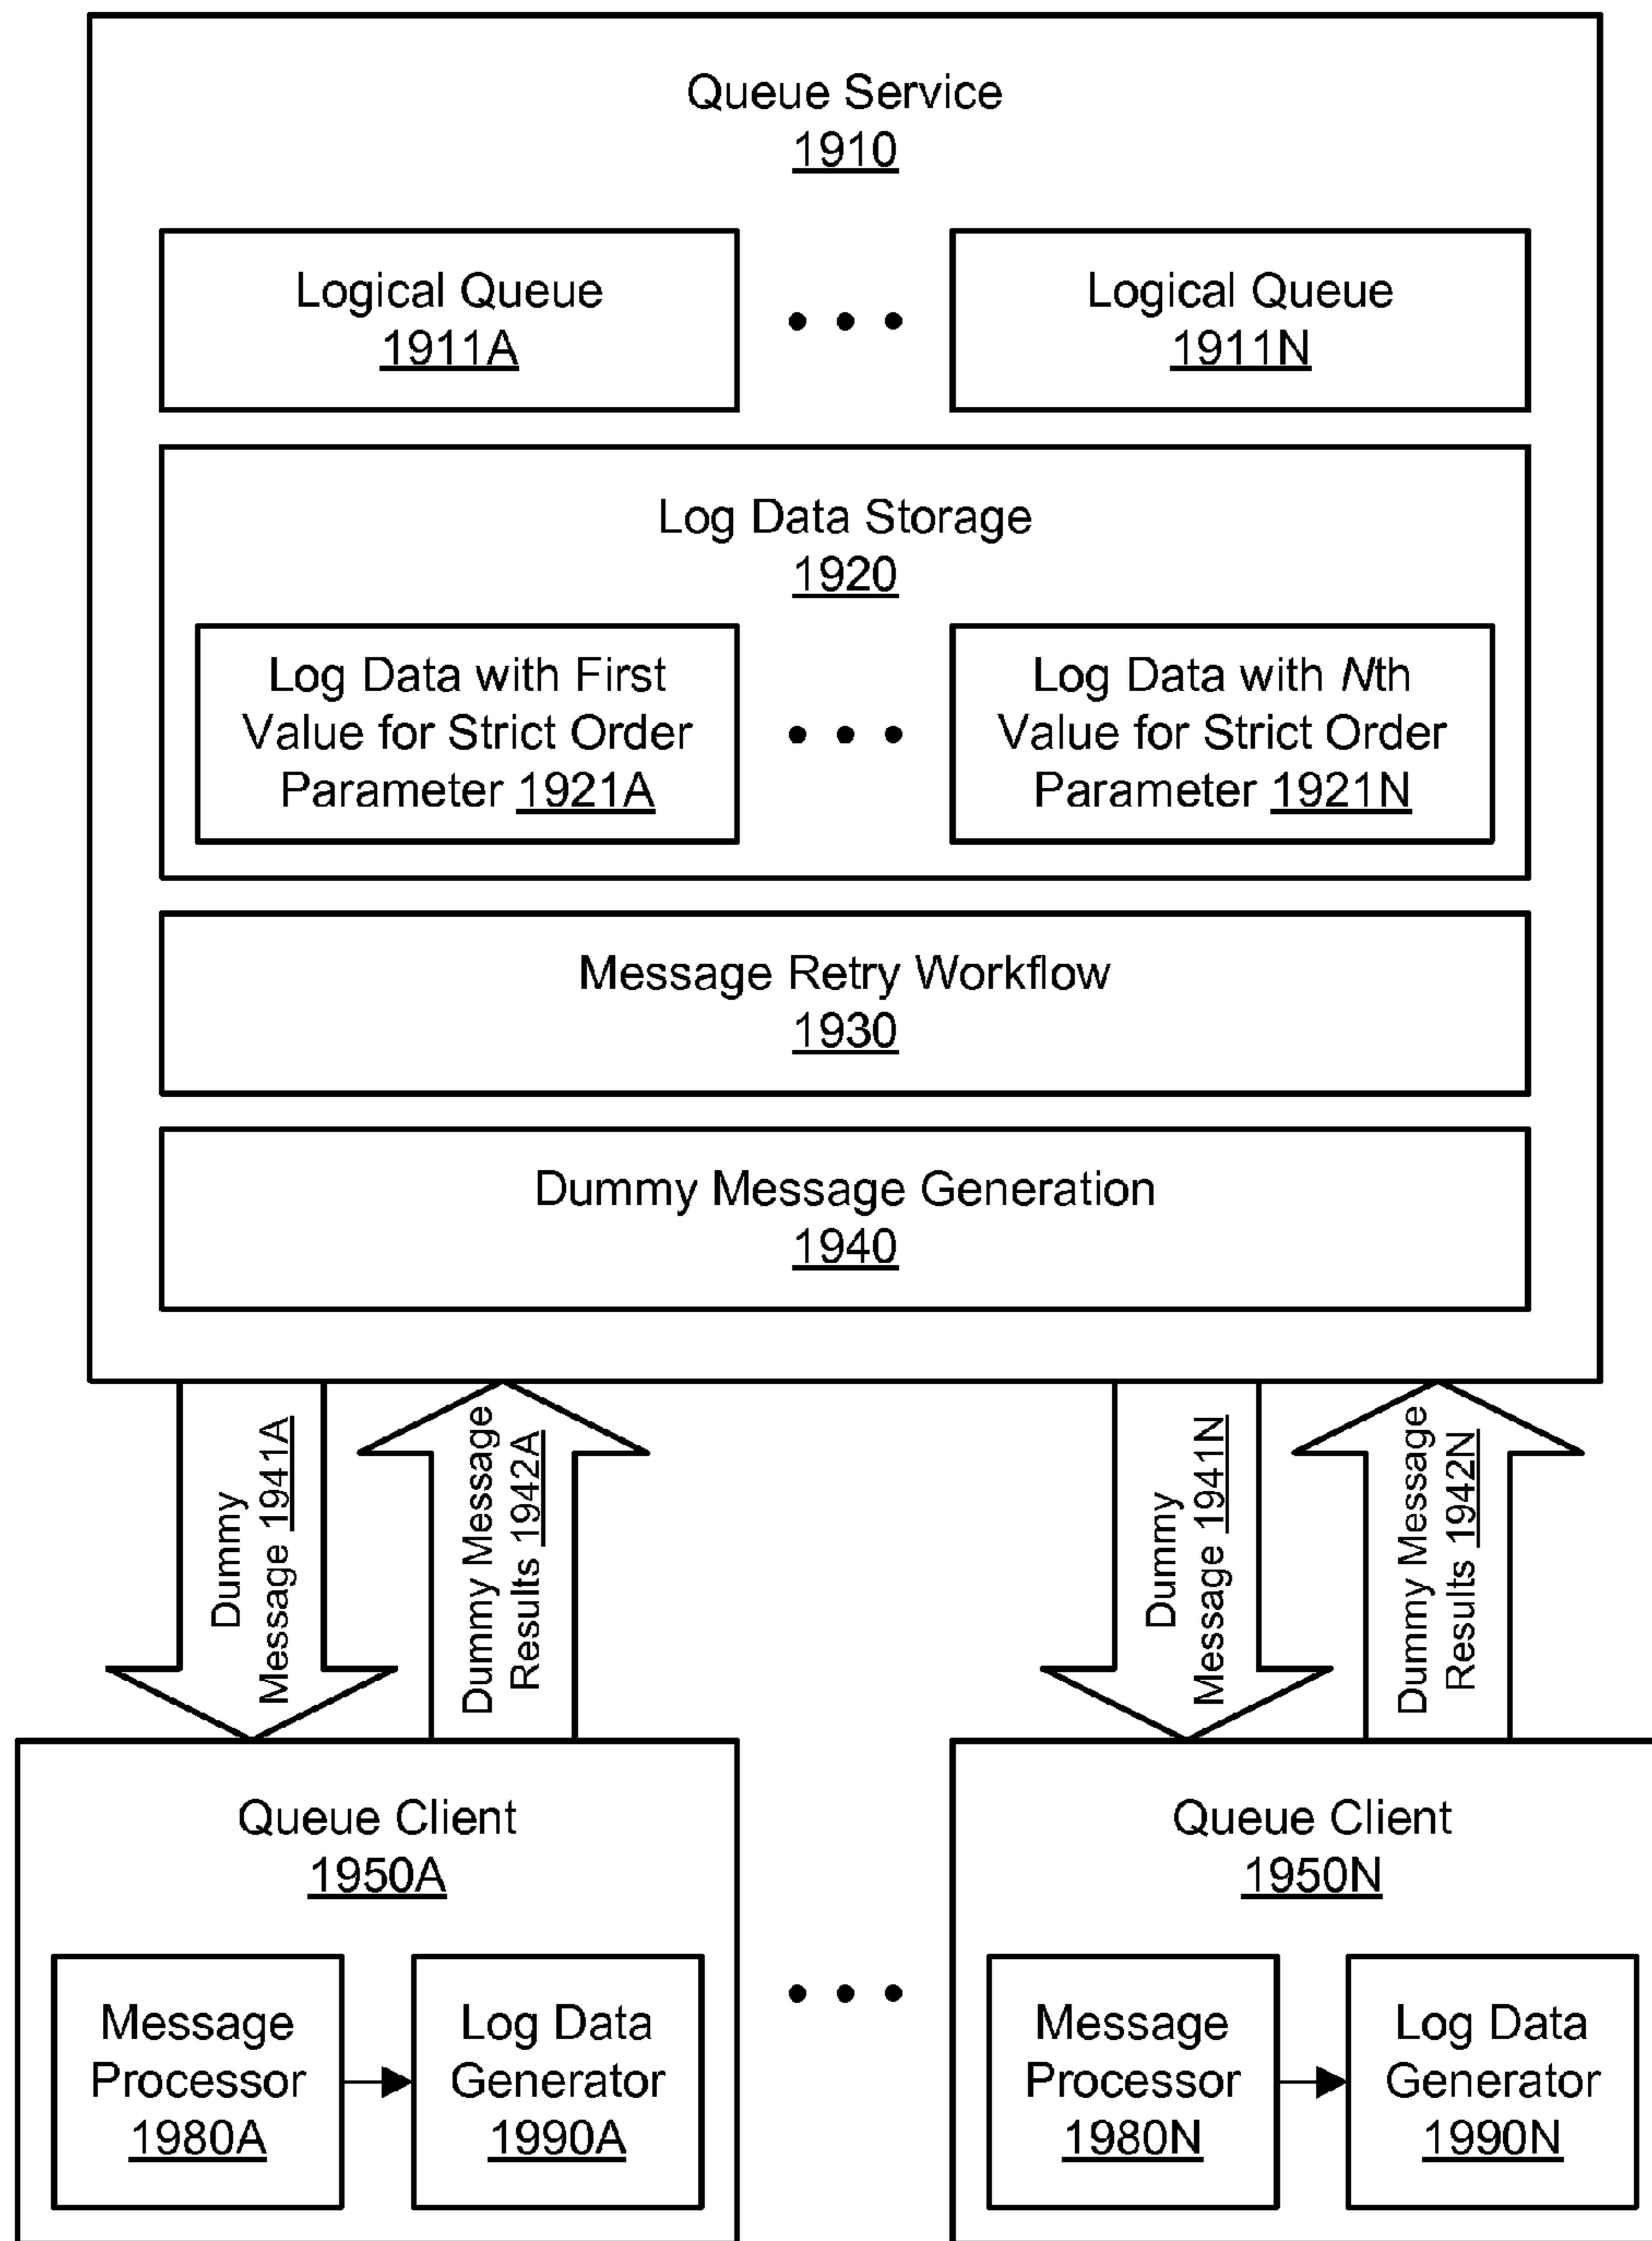 Queue Service
1910
Logical Queue
1911A
• • •
Logical Queue
1911N
Log Data Storage
1920
Log Data with First
Value for Strict Order
Parameter 1921A
• • •
Log Data with Nth
Value for Strict Order
Parameter 1921N
Message Retry Workflow
1930
Dummy Message Generation
1940
Dummy
Message 1941A
Dummy Message
Results 1942A
Dummy
Message 1941N
Dummy Message
Results 1942N
Queue Client
1950A
Message
Processor
1980A
Log Data
Generator
1990A
• • •
Queue Client
1950N
Message
Processor
1980N
Log Data
Generator
1990N